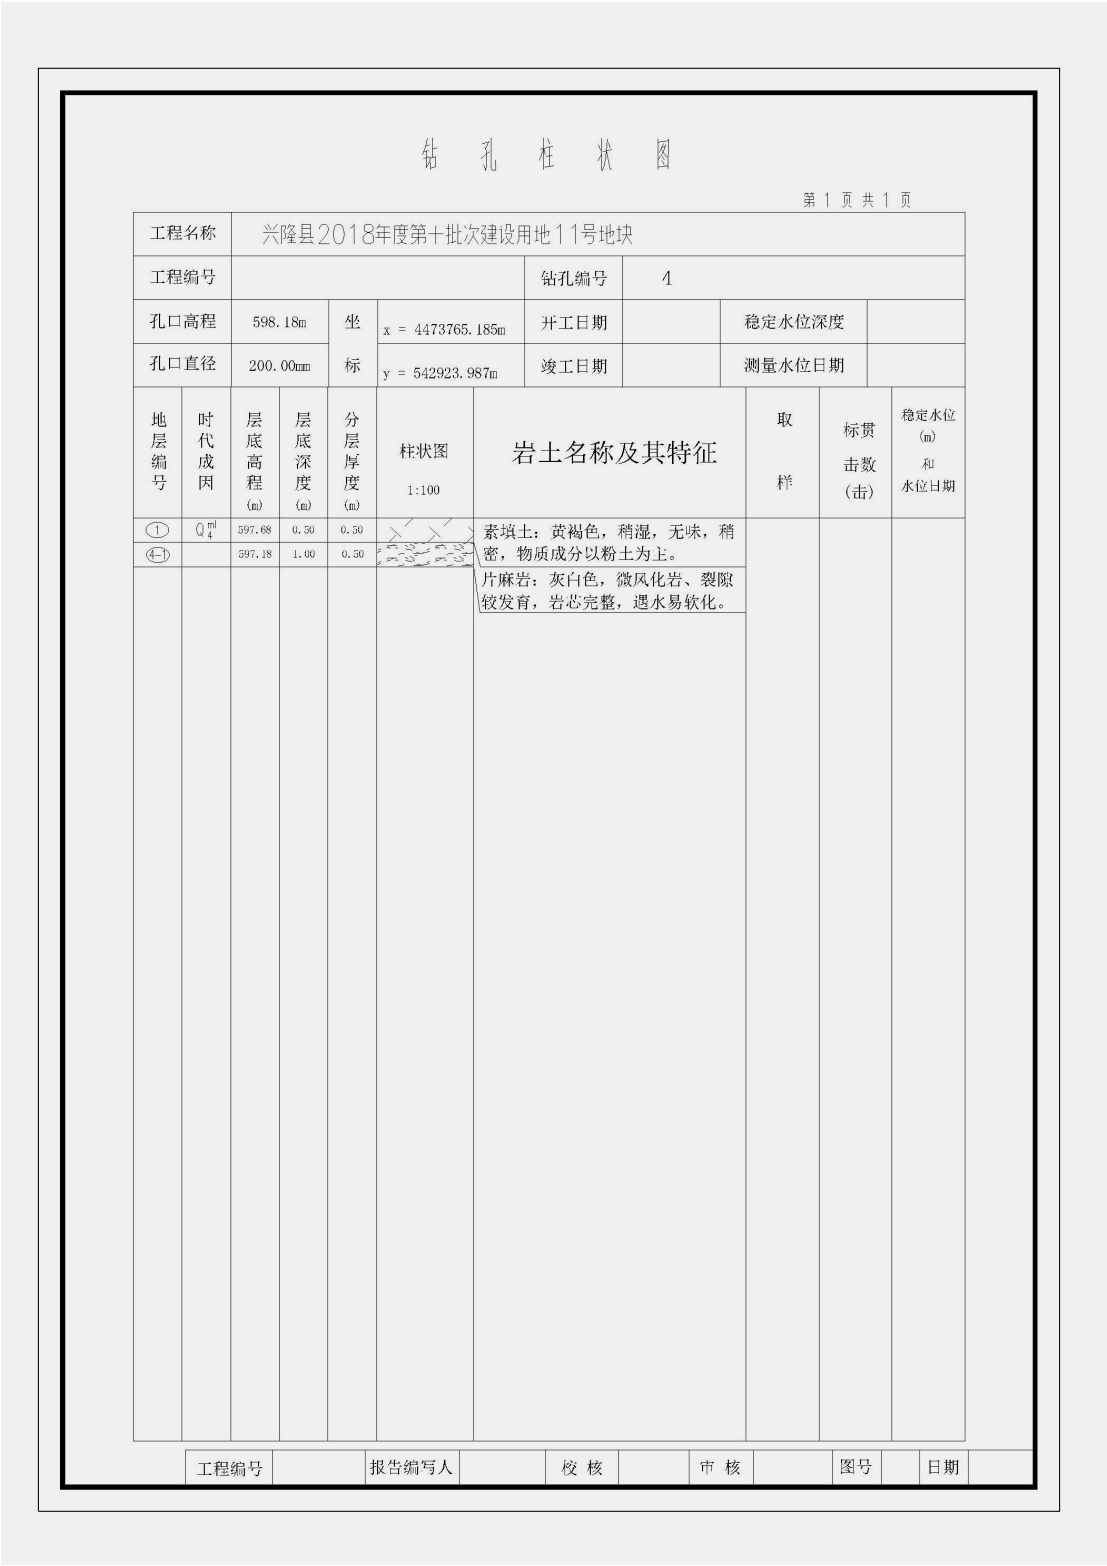 钻孔柱状图
第 1 页 共 1 页
工程名称 兴隆县2018年度第十批次建设用地11号地块
工程编号 钻孔编号 4
孔口高程 598.18m 坐 x = 4473765.185m 开工日期 稳定水位深度
孔口直径 200.00mm 标 y = 542923.987m 竣工日期 测量水位日期
地层编号
时代成因
层底高程(m)
层底深度(m)
分层厚度(m)
柱状图
1:100
岩土名称及其特征
取样
标贯
击数
(击)
稳定水位
(m)
和
水位日期
1 Q4ml 597.68 0.50 0.50 素填土：黄褐色，稍湿，无味，稍
密，物质成分以粉土为主。
4-1 597.18 1.00 0.50 片麻岩：灰白色，微风化岩、裂隙
较发育，岩芯完整，遇水易软化。
工程编号 报告编写人 校 核 审 核 图号 日期